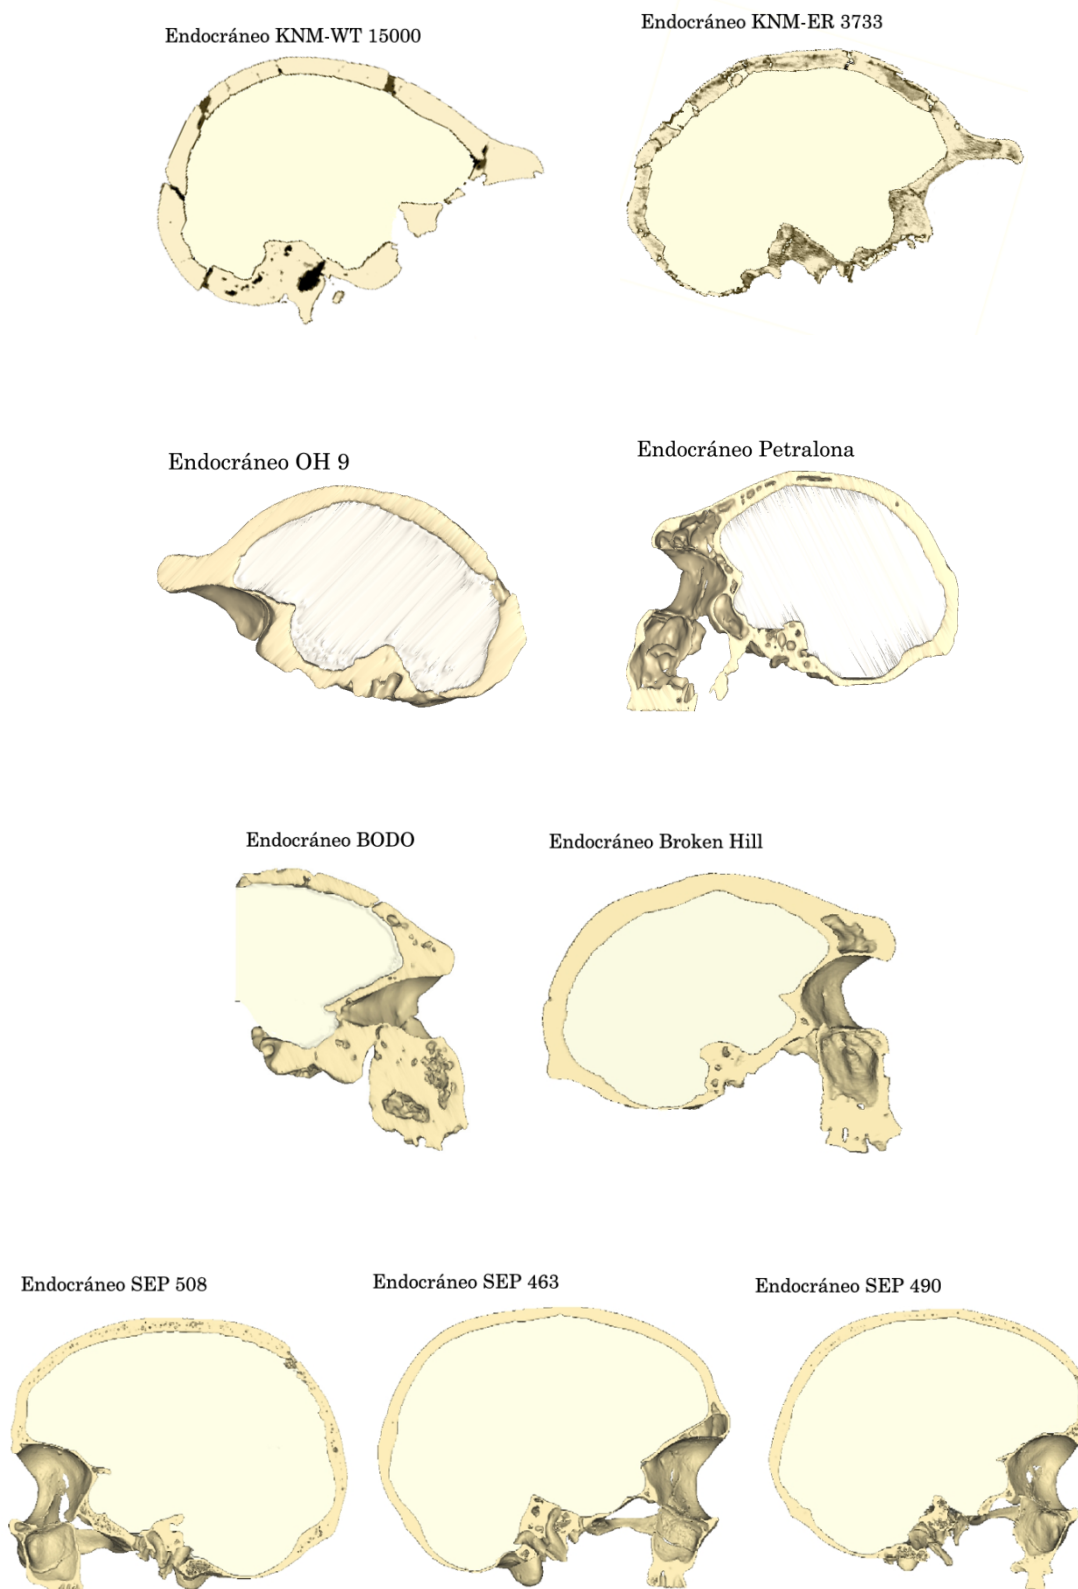 Endocráneo KNM-WT 15000
Endocráneo KNM-ER 3733
Endocráneo OH 9
Endocráneo Petralona
Endocráneo BODO
Endocráneo Broken Hill
Endocráneo SEP 508
Endocráneo SEP 463
Endocráneo SEP 490